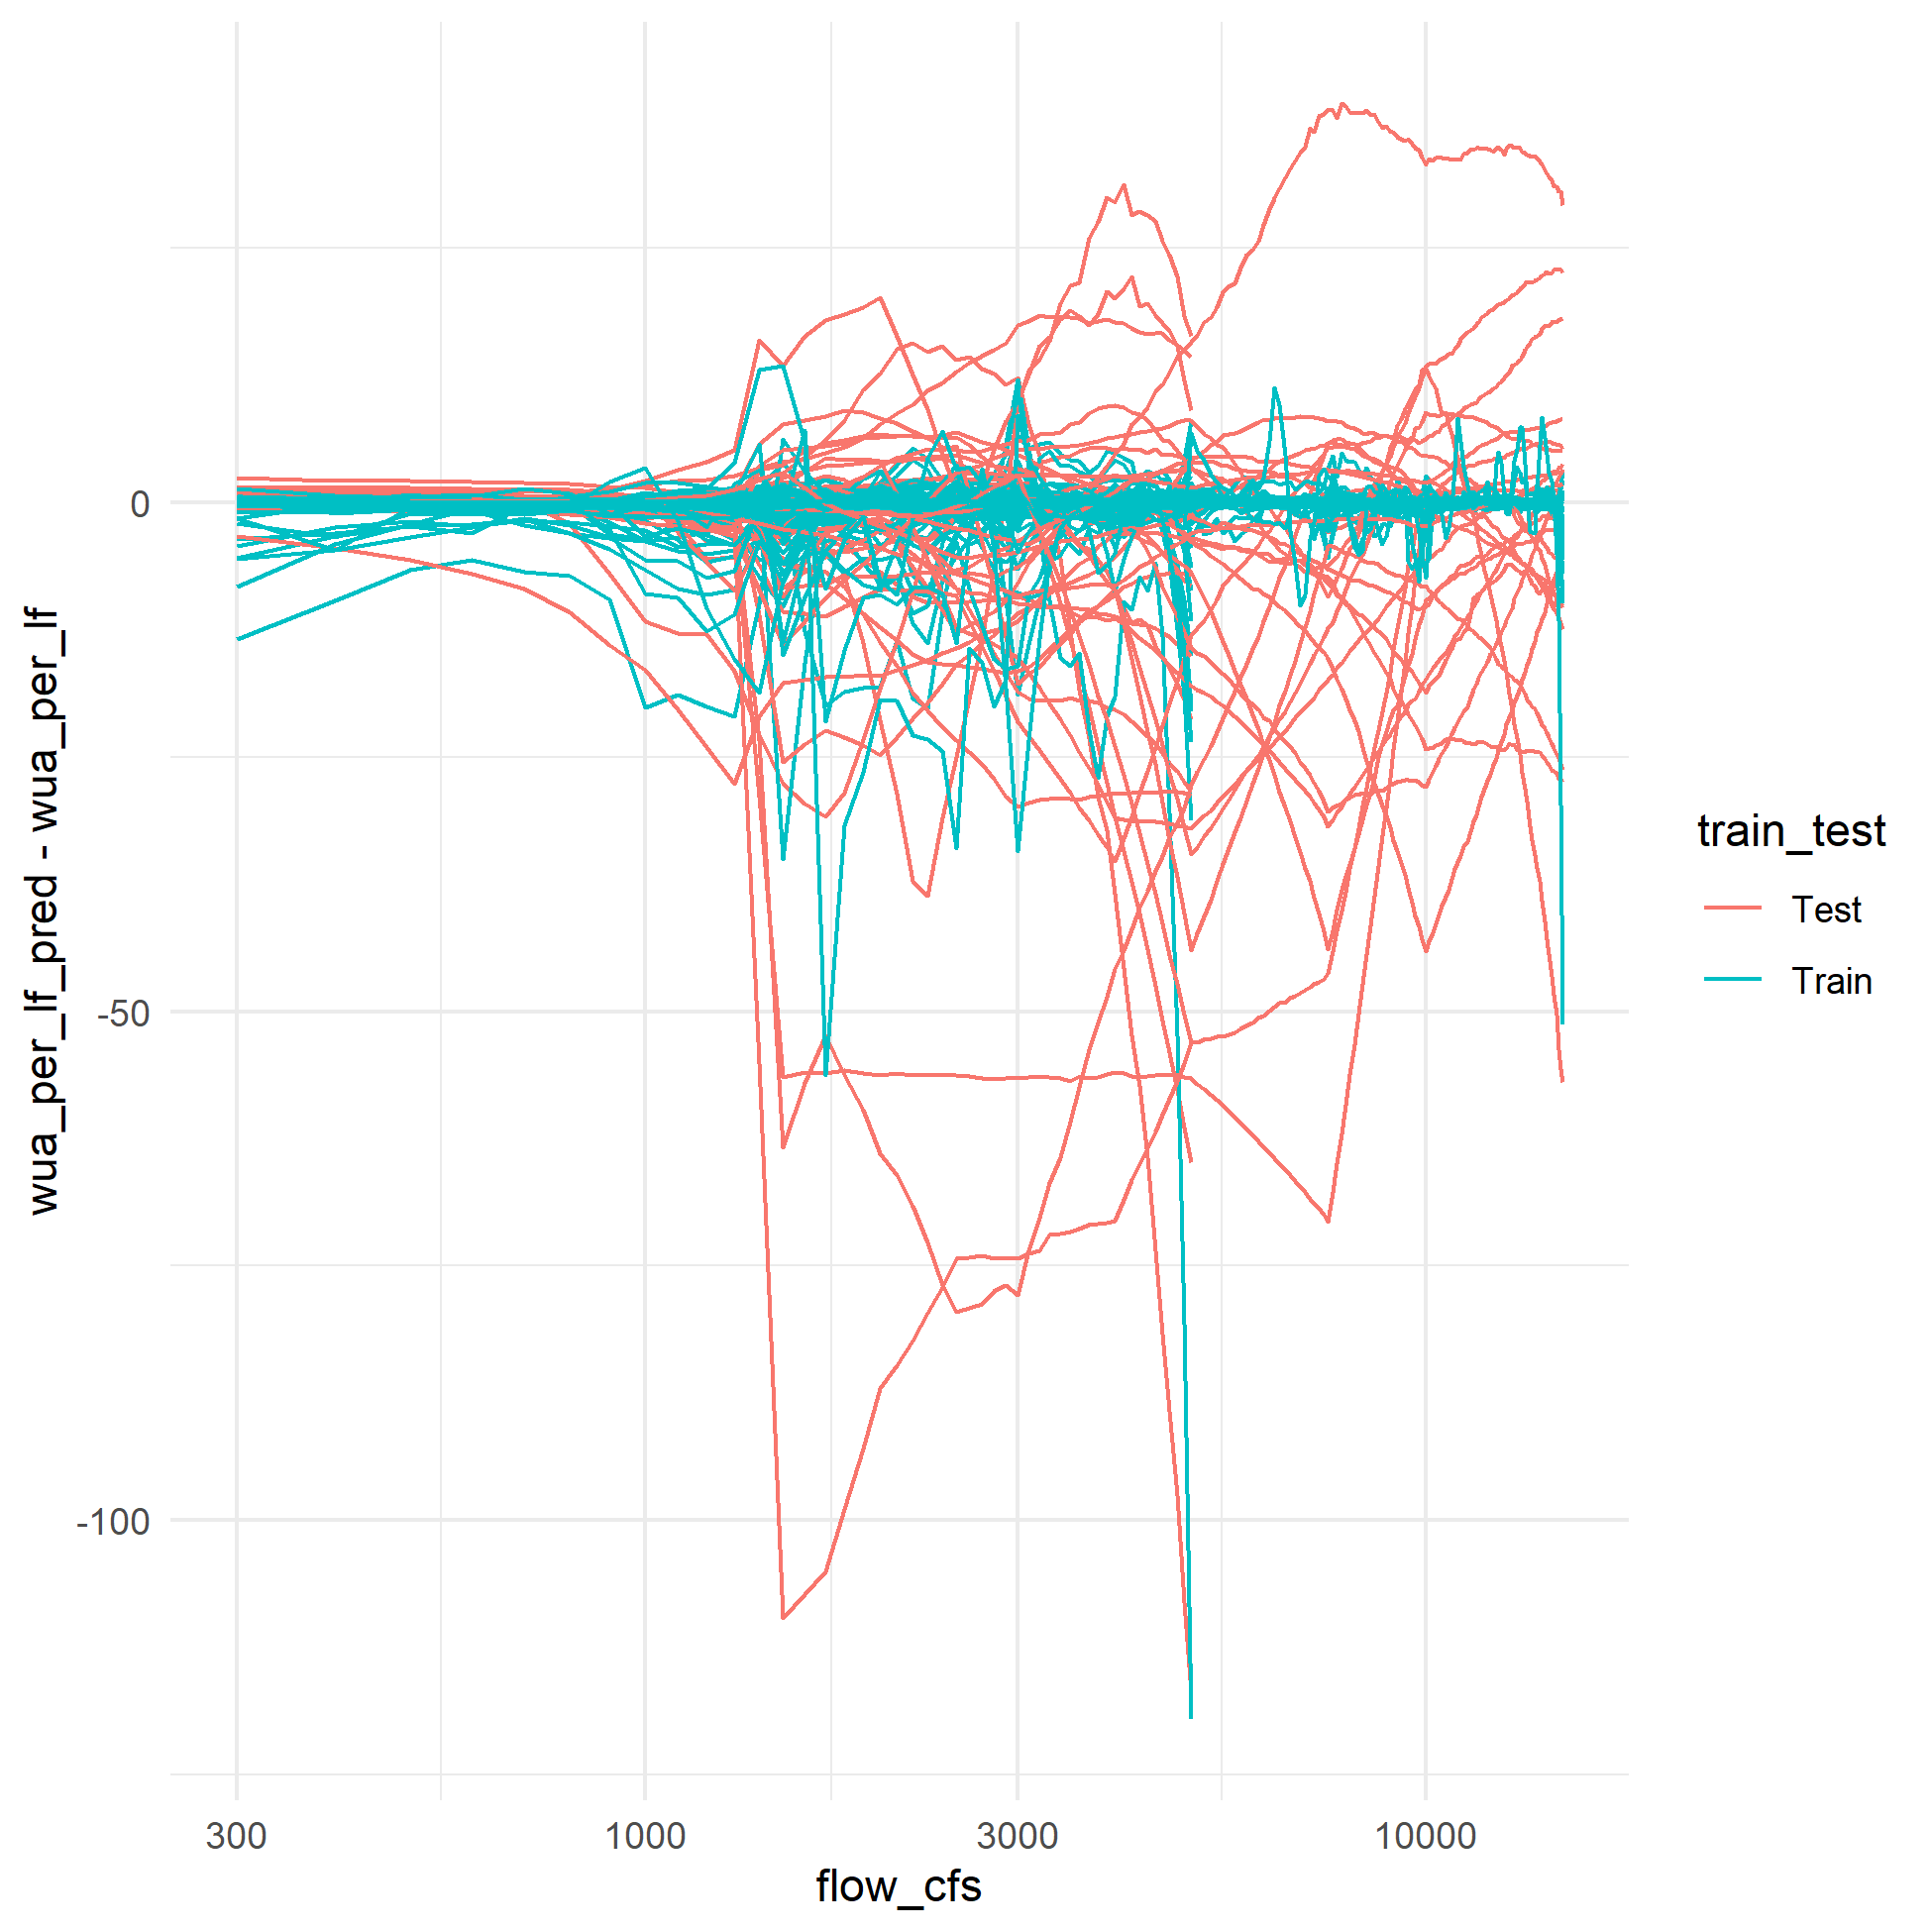 0
-50
-100
wua_per_lf_pred - wua_per_lf
300
1000
3000
10000
flow_cfs
train_test
Test
Train